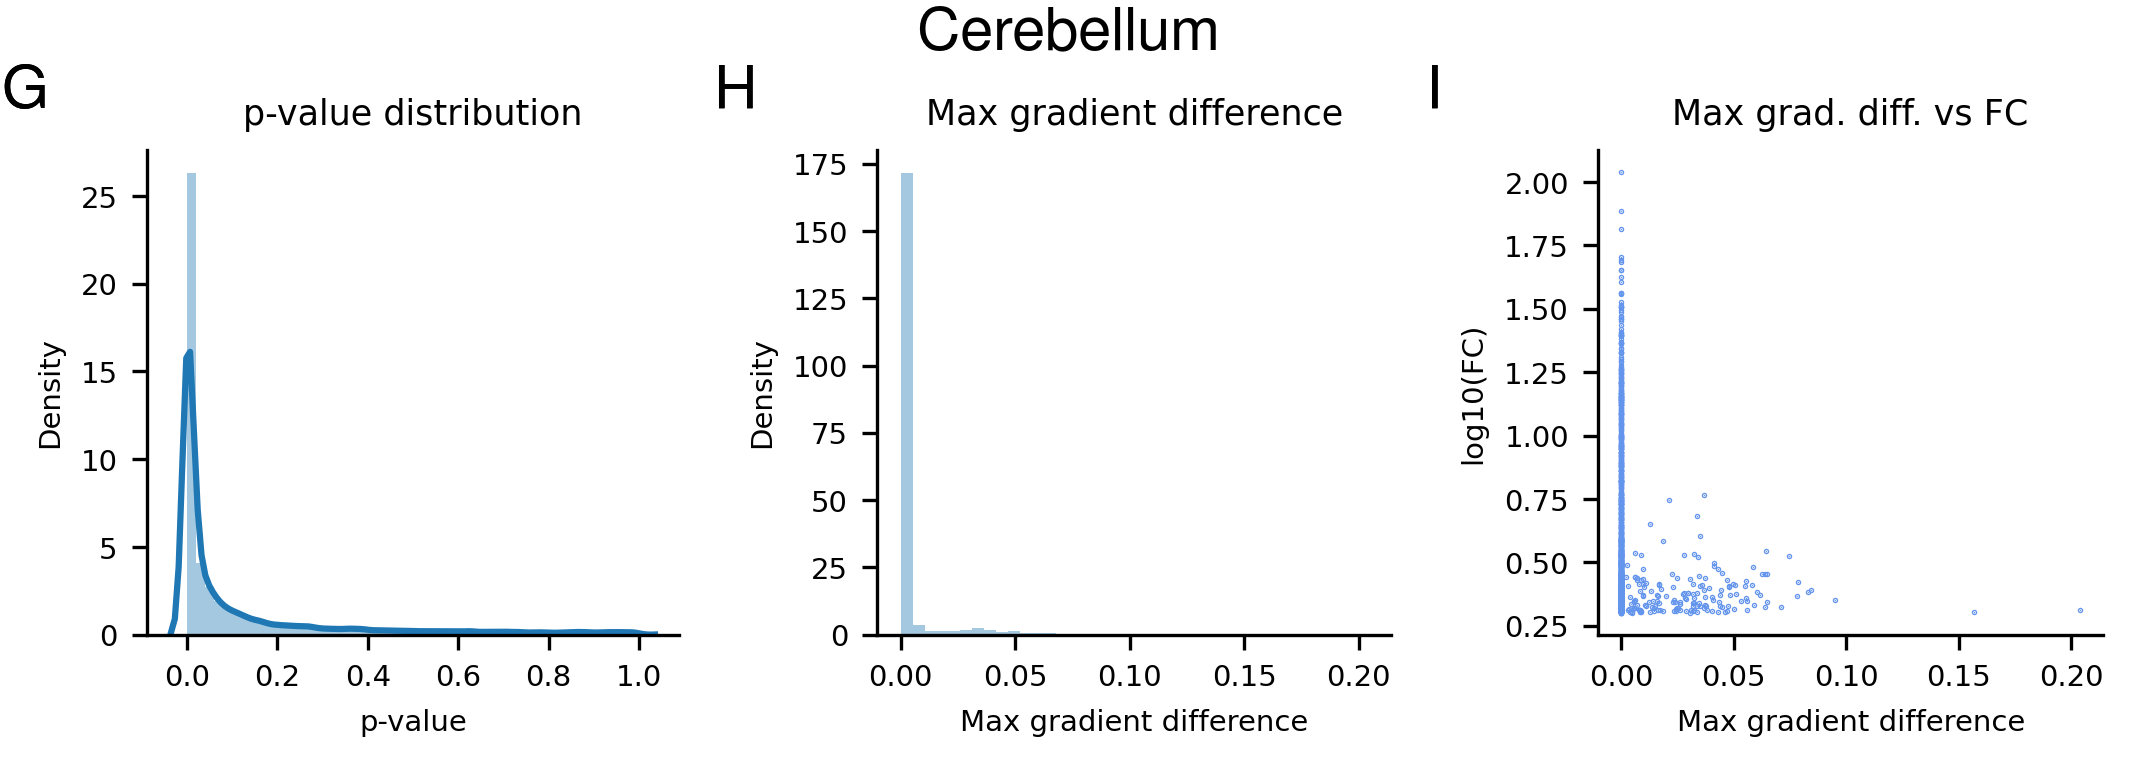 Cerebellum
G
p-value distribution
Density
25
20
15
10
5
0
0.0 0.2 0.4 0.6 0.8 1.0
p-value
H
Max gradient difference
Density
175
150
125
100
75
50
25
0
0.00 0.05 0.10 0.15 0.20
Max gradient difference
I
Max grad. diff. vs FC
log10(FC)
2.00
1.75
1.50
1.25
1.00
0.75
0.50
0.25
0.00 0.05 0.10 0.15 0.20
Max gradient difference